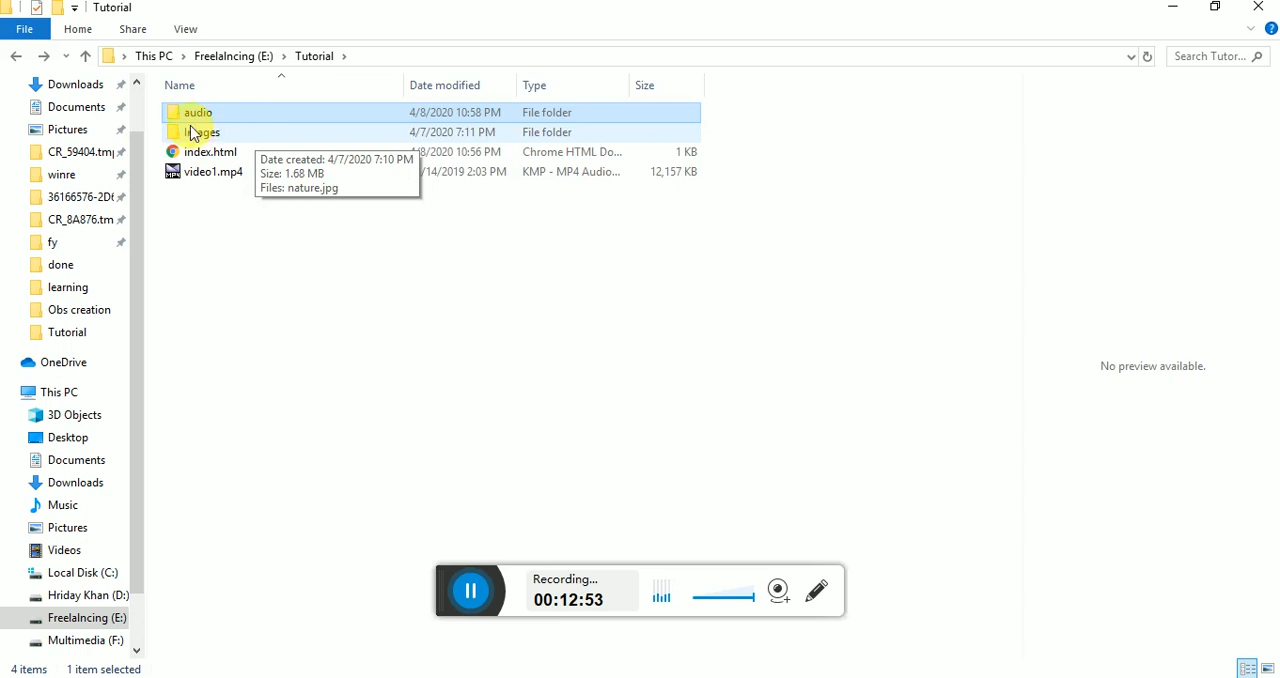 Tutorial
File Home Share View
This PC > Freelalncing (E:) > Tutorial >
Search Tutor...
Name Date modified Type Size
audio 4/8/2020 10:58 PM File folder
4/7/2020 7:11 PM File folder
index.html /8/2020 10:56 PM Chrome HTML Do... 1 KB
video1.mp4 /14/2019 2:03 PM KMP - MP4 Audio... 12,157 KB
Date created: 4/7/2020 7:10 PM
Size: 1.68 MB
Files: nature.jpg
Downloads
Documents
Pictures
CR_59404.tmp
winre
36166576-2D
CR_8A876.tm
fy
done
learning
Obs creation
Tutorial
OneDrive
This PC
3D Objects
Desktop
Documents
Downloads
Music
Pictures
Videos
Local Disk (C:)
Hriday Khan (D:)
Freelalncing (E:)
Multimedia (F:)
No preview available.
Recording...
00:12:53
4 items 1 item selected